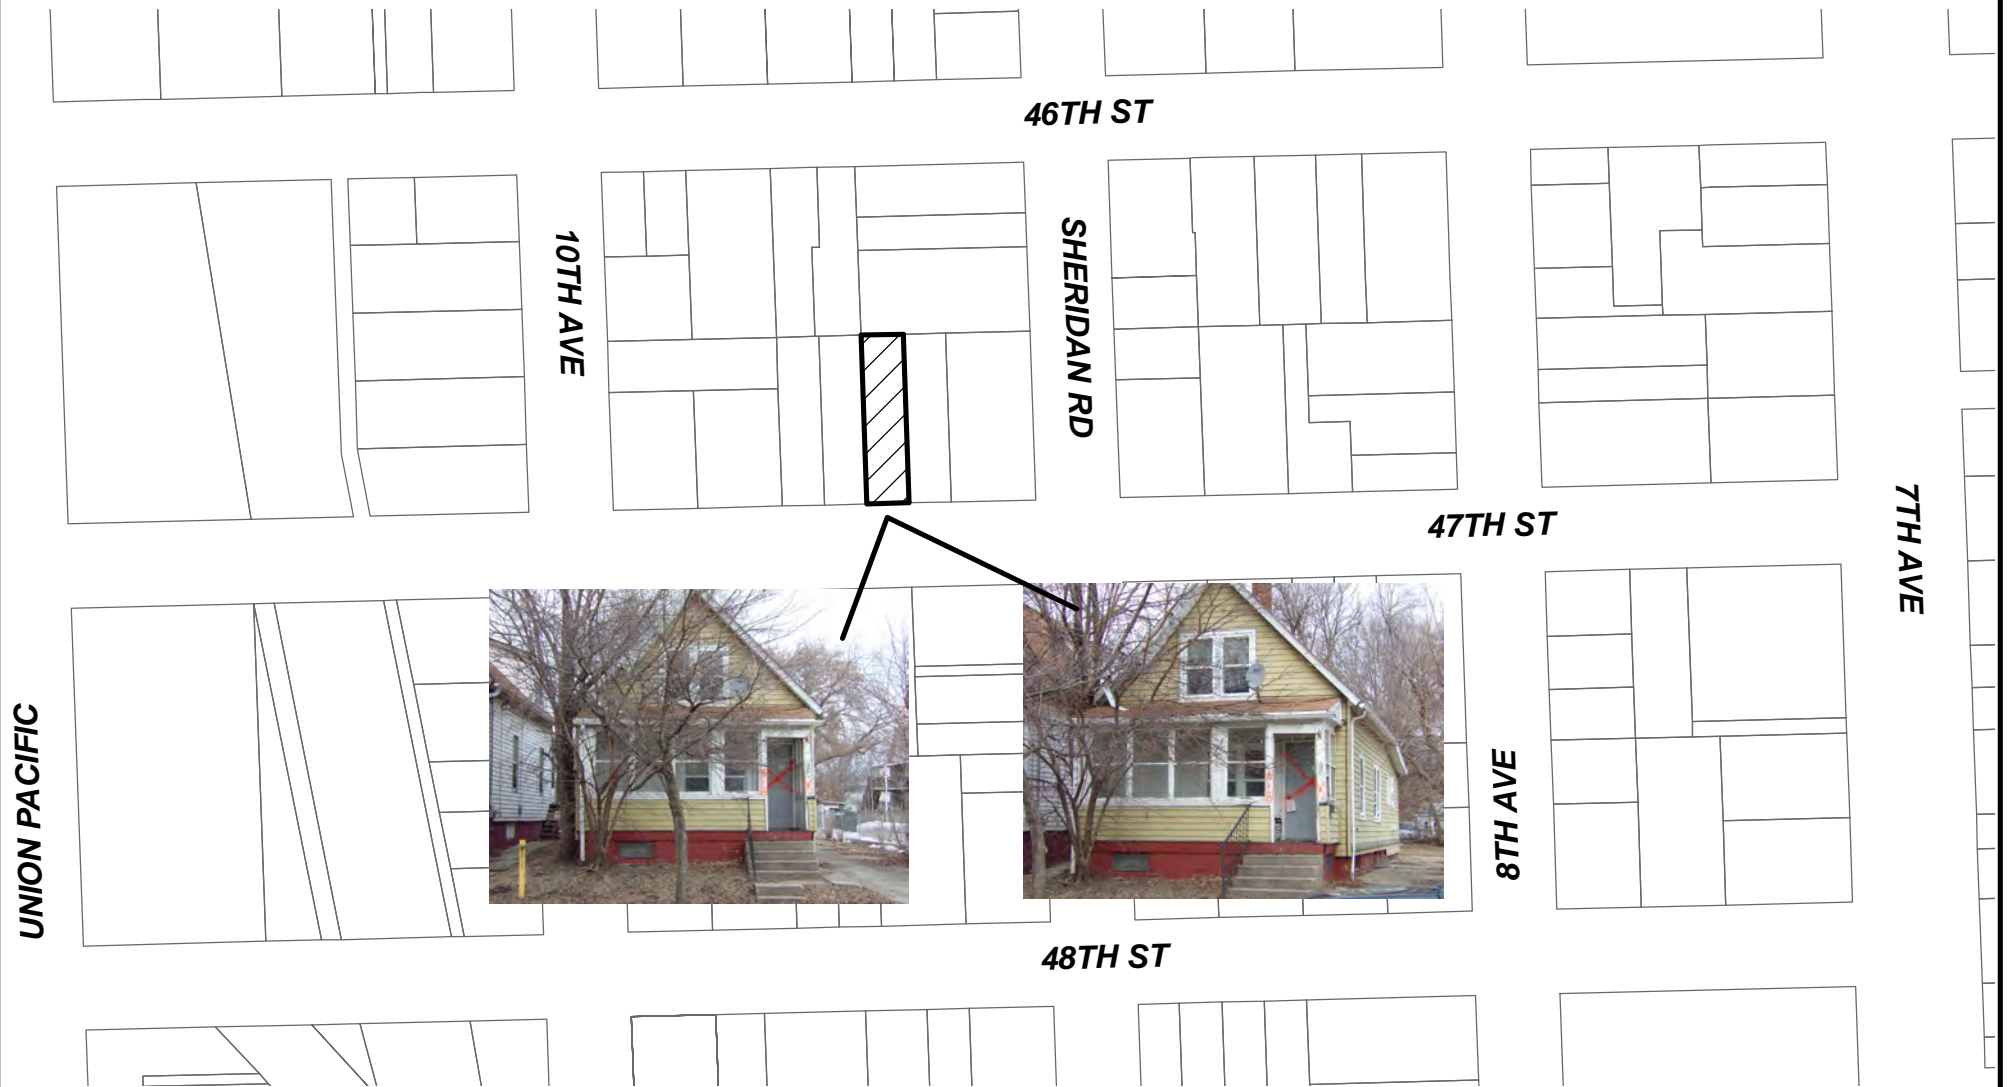 46TH ST
10TH AVE
SHERIDAN RD
47TH ST
7TH AVE
UNION PACIFIC
8TH AVE
48TH ST